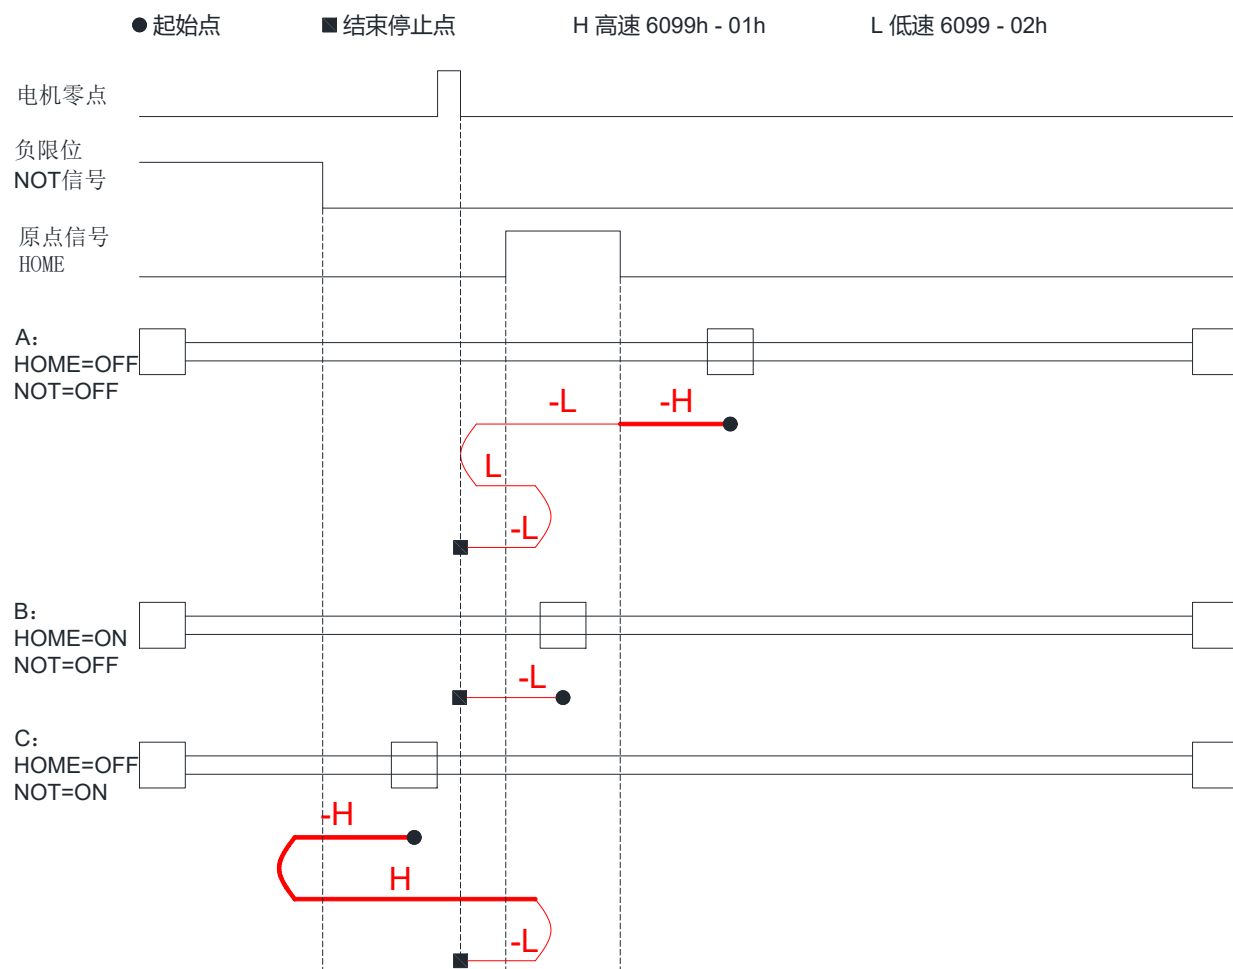 ● 起始点 ■ 结束停止点 H 高速 6099h - 01h L 低速 6099 - 02h
电机零点
负限位
NOT信号
原点信号
HOME
A:
HOME=OFF
NOT=OFF
-L -H
L
-L
B:
HOME=ON
NOT=OFF
-L
C:
HOME=OFF
NOT=ON
-H
H
-L